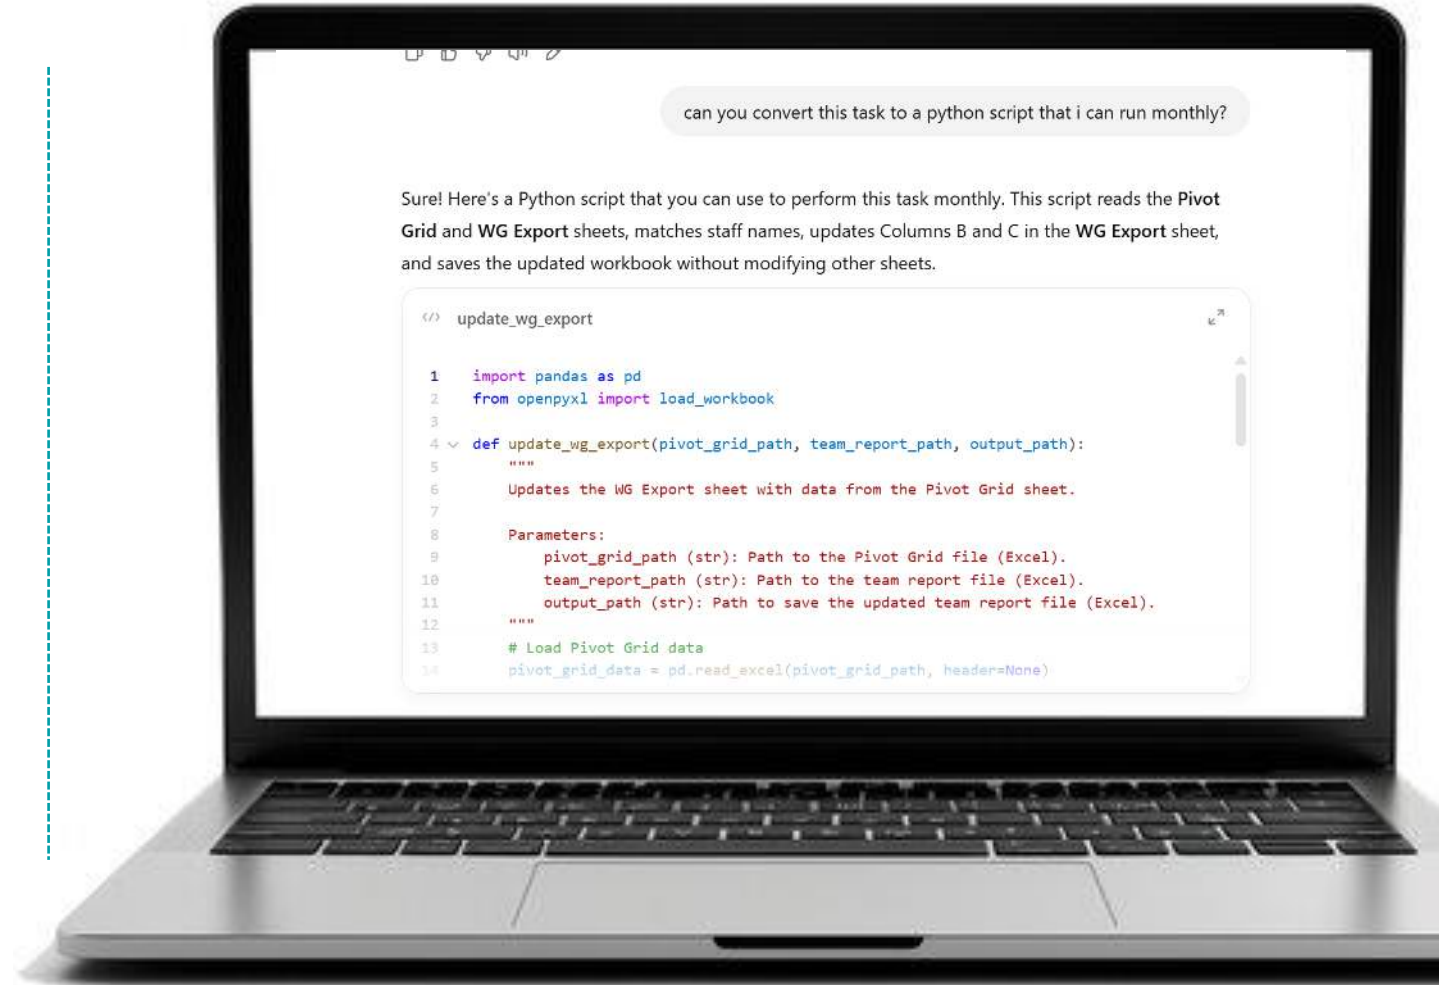 can you convert this task to a python script that i can run monthly?
Sure! Here's a Python script that you can use to perform this task monthly. This script reads the Pivot
Grid and WG Export sheets, matches staff names, updates Columns B and C in the WG Export sheet,
and saves the updated workbook without modifying other sheets.
</> update_wg_export
1 import pandas as pd
2 from openpyxl import load_workbook
3
4 def update_wg_export(pivot_grid_path, team_report_path, output_path):
5 """
6 Updates the WG Export sheet with data from the Pivot Grid sheet.
7
8 Parameters:
9 pivot_grid_path (str): Path to the Pivot Grid file (Excel).
10 team_report_path (str): Path to the team report file (Excel).
11 output_path (str): Path to save the updated team report file (Excel).
12 """
13 # Load Pivot Grid data
14 pivot_grid_data = pd.read_excel(pivot_grid_path, header=None)